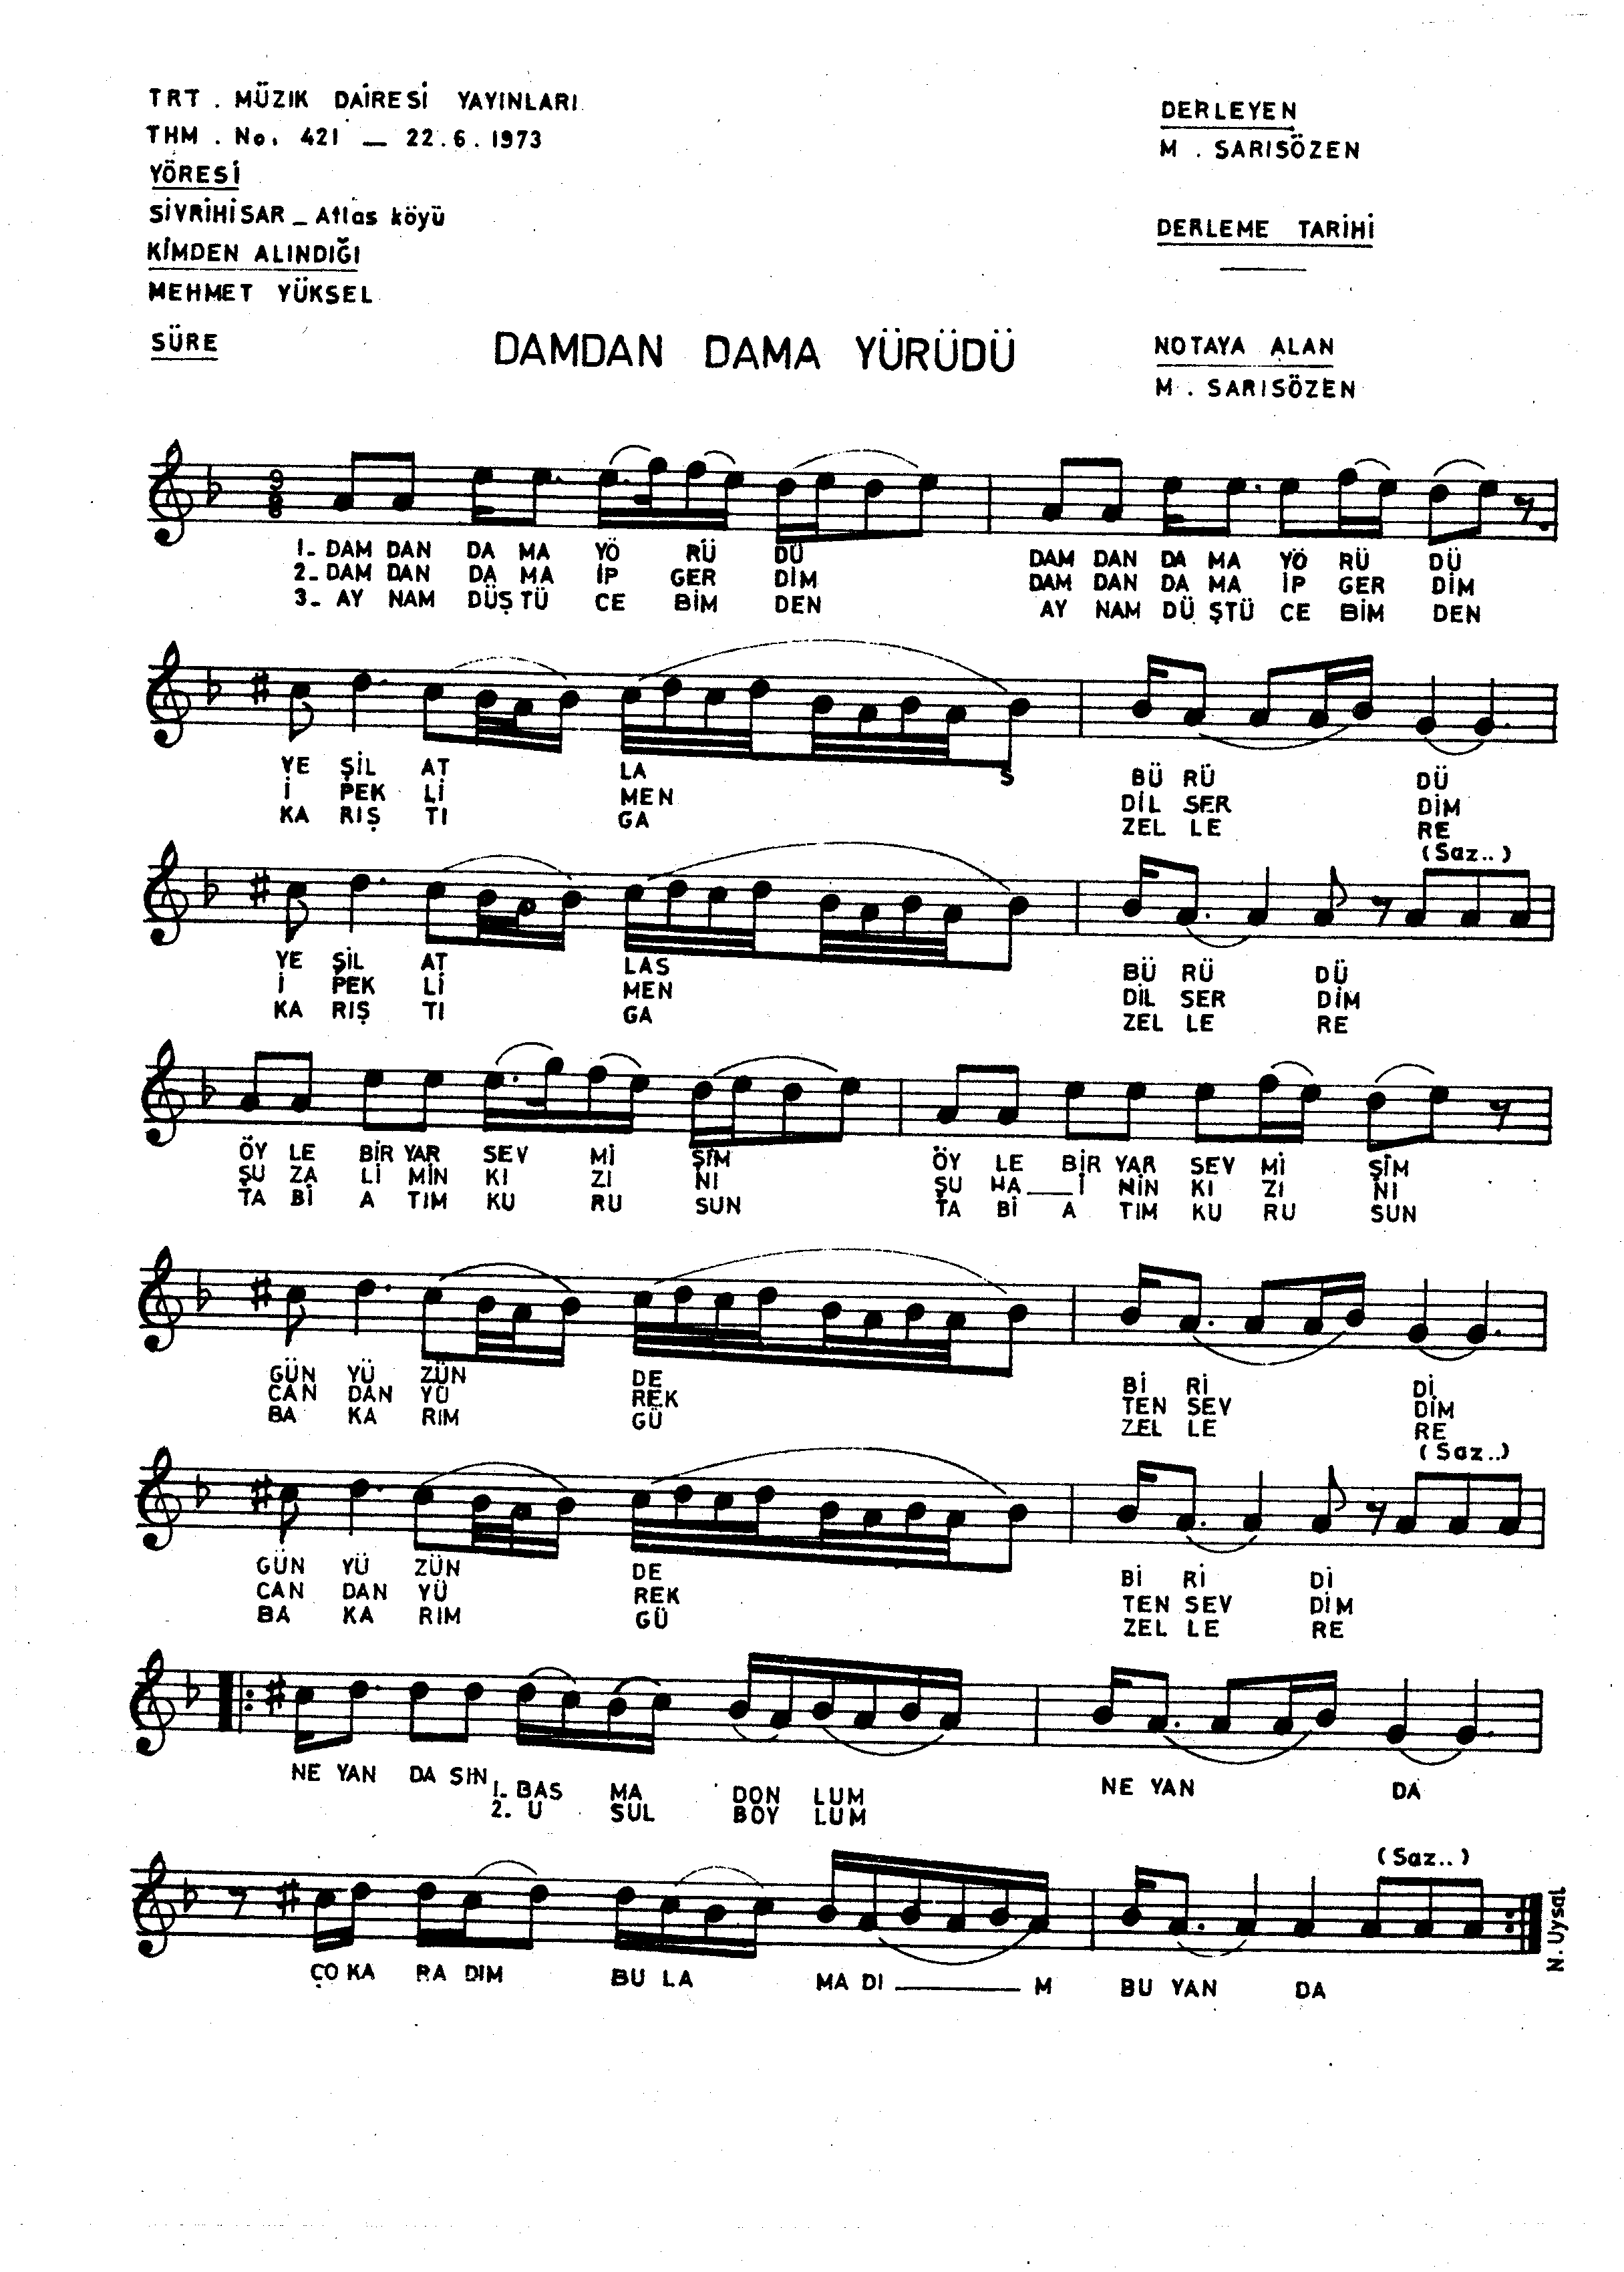 TRT . MÜZIK DAİRESİ YAYINLARI
THM . No. 421 _ 22.6.1973
YÖRESİ
SİVRİHİSAR _ Atlas köyü
KİMDEN ALINDIĞI
MEHMET YÜKSEL
SÜRE
DERLEYEN
M . SARISÖZEN
DERLEME TARİHİ
NOTAYA ALAN
M . SARISÖZEN
DAMDAN DAMA YÜRÜDÜ
9
8
1_ DAM DAN DA MA YÖ RÜ DÜ DAM DAN DA MA YÖ RÜ DÜ
2_ DAM DAN DA MA İP GER DİM DAM DAN DA MA İP GER DİM
3_ AY NAM DÜŞ TÜ CE BİM DEN AY NAM DÜ ŞTÜ CE BİM DEN
YE ŞİL AT LA S BÜ RÜ DÜ
İ PEK Lİ MEN DİL SER DİM
KA RIŞ TI GA ZEL LE RE
(Saz..)
YE ŞİL AT LAS BÜ RÜ DÜ
İ PEK Lİ MEN DİL SER DİM
KA RIŞ TI GA ZEL LE RE
ÖY LE BİR YAR SEV Mİ ŞİM ÖY LE BİR YAR SEV Mİ ŞİM
ŞU ZA Lİ MİN KI ZI NI ŞU HA__İ NİN KI ZI NI
TA Bİ A TIM KU RU SUN TA Bİ A TIM KU RU SUN
GÜN YÜ ZÜN DE Bİ Rİ Dİ
CAN DAN YÜ REK TEN SEV DİM
BA KA RIM GÜ ZEL LE RE
(Saz..)
GÜN YÜ ZÜN DE Bİ Rİ Dİ
CAN DAN YÜ REK TEN SEV DİM
BA KA RIM GÜ ZEL LE RE
NE YAN DA SIN 1. BAS MA DON LUM NE YAN DA
2. U SUL BOY LUM
(Saz..)
ÇO KA RA DIM BU LA MA DI______M BU YAN DA
N. Uysal